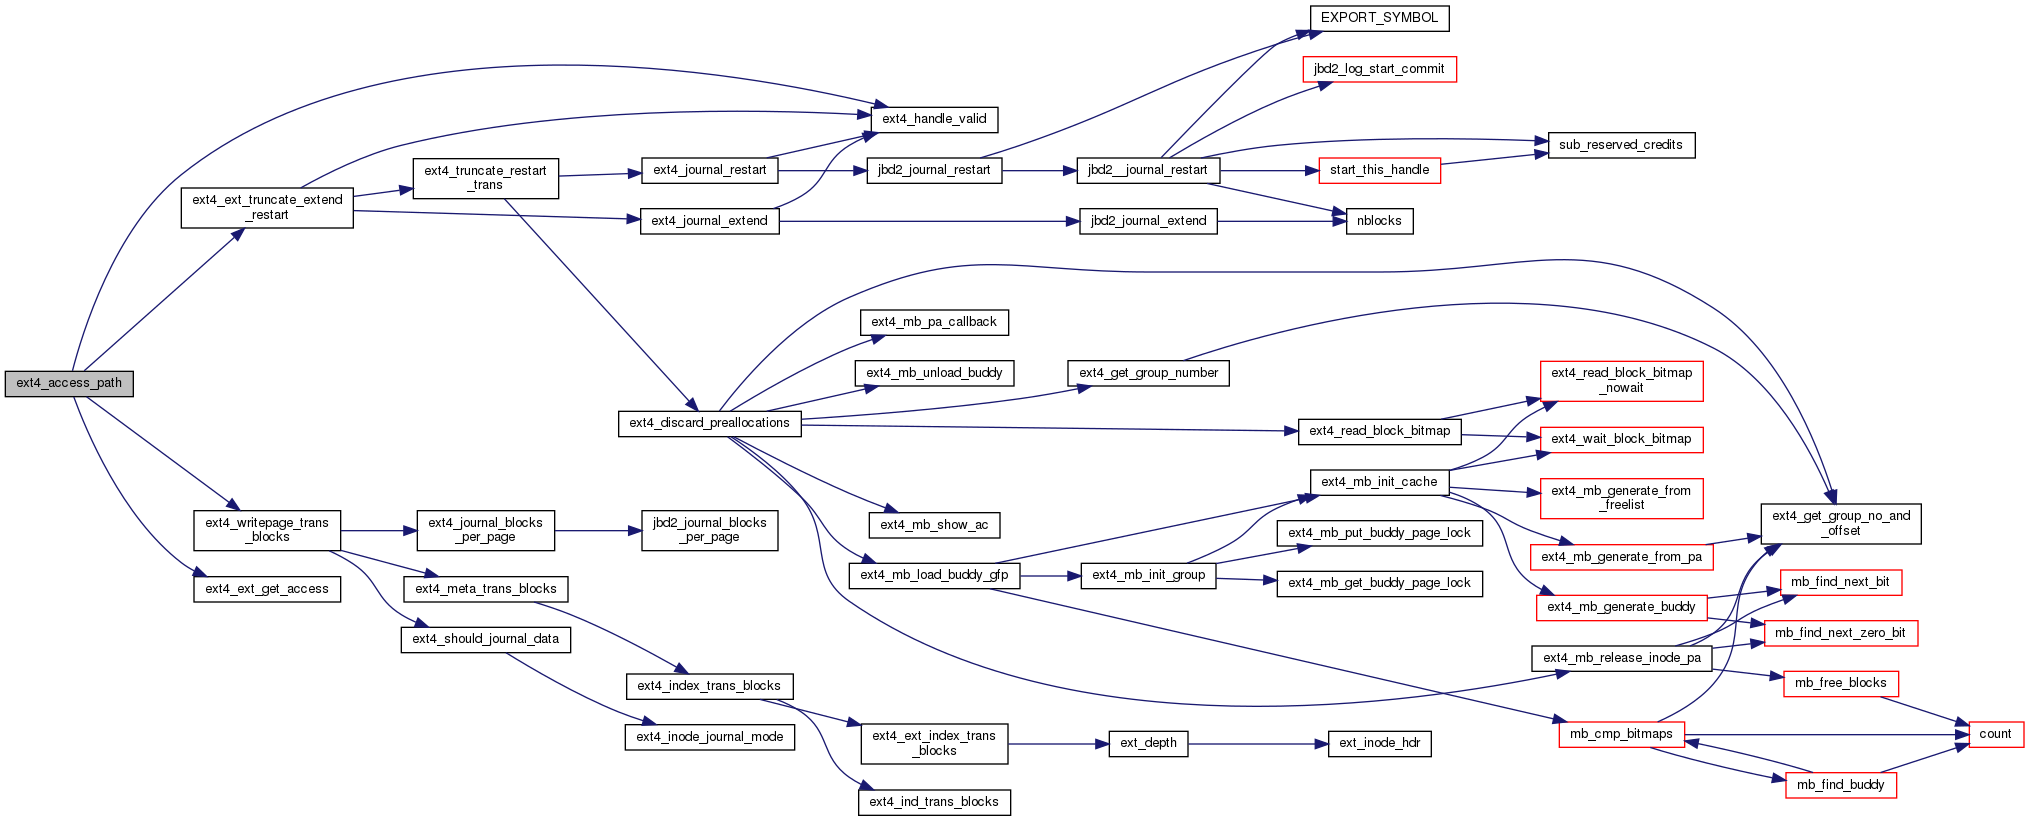 EXPORT_SYMBOL
jbd2_log_start_commit
ext4_handle_valid
sub_reserved_credits
ext4_truncate_restart
_trans
ext4_journal_restart
jbd2_journal_restart
jbd2__journal_restart
start_this_handle
ext4_ext_truncate_extend
_restart
ext4_journal_extend
jbd2_journal_extend
nblocks
ext4_mb_pa_callback
ext4_mb_unload_buddy
ext4_get_group_number
ext4_read_block_bitmap
_nowait
ext4_access_path
ext4_discard_preallocations
ext4_read_block_bitmap
ext4_wait_block_bitmap
ext4_mb_init_cache
ext4_mb_generate_from
_freelist
ext4_writepage_trans
_blocks
ext4_journal_blocks
_per_page
jbd2_journal_blocks
_per_page
ext4_mb_show_ac
ext4_mb_put_buddy_page_lock
ext4_get_group_no_and
_offset
ext4_mb_generate_from_pa
ext4_ext_get_access
ext4_meta_trans_blocks
ext4_mb_load_buddy_gfp
ext4_mb_init_group
ext4_mb_get_buddy_page_lock
mb_find_next_bit
ext4_mb_generate_buddy
ext4_should_journal_data
mb_find_next_zero_bit
ext4_mb_release_inode_pa
ext4_index_trans_blocks
mb_free_blocks
ext4_inode_journal_mode
ext4_ext_index_trans
_blocks
ext_depth
ext_inode_hdr
mb_cmp_bitmaps
count
mb_find_buddy
ext4_ind_trans_blocks